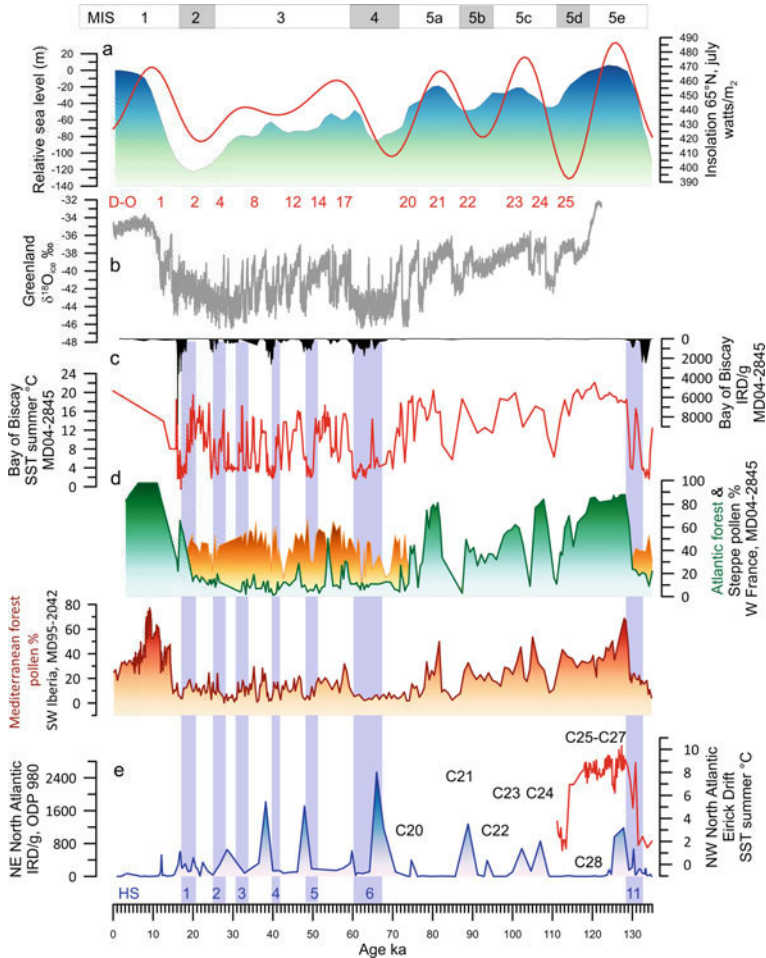 MIS 1 2 3 4 5a 5b 5c 5d 5e
a
Relative sea level (m)
20
0
-20
-40
-60
-80
-100
-120
-140
490
480
470
460
450
440
430
420
410
400
390
Insolation 65°N, july
watts/m2
D-O 1 2 4 8 12 14 17 20 21 22 23 24 25
b
Greenland
δ18Oice ‰
-32
-34
-36
-38
-40
-42
-44
-46
-48
c
Bay of Biscay
SST summer °C
MD04-2845
24
20
16
12
8
4
0
0
2000
4000
6000
8000
Bay of Biscay
IRD/g
MD04-2845
d
100
80
60
40
20
0
Atlantic forest &
Steppe pollen %
W France, MD04-2845
Mediterranean forest
pollen %
SW Iberia, MD95-2042
80
60
40
20
0
e
NE North Atlantic
IRD/g, ODP 980
2400
1600
800
0
C20
C21
C22
C23
C24
C25-C27
C28
10
8
6
4
2
0
NW North Atlantic
Eirick Drift
SST summer °C
HS 1 2 3 4 5 6 11
0 10 20 30 40 50 60 70 80 90 100 110 120 130
Age ka